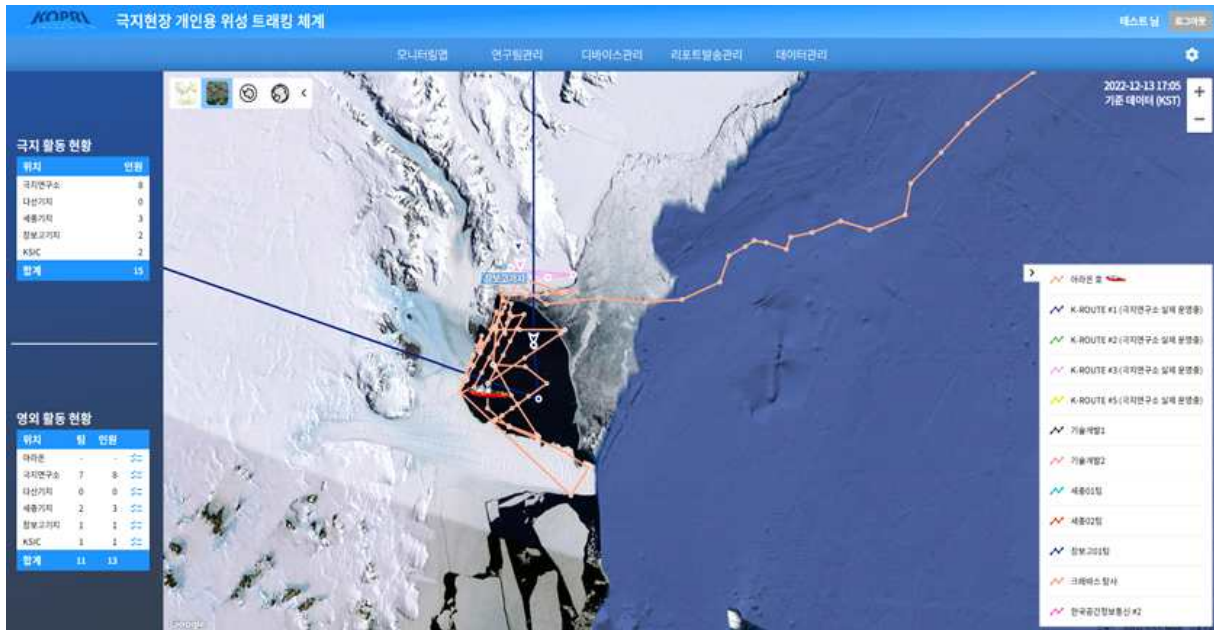 KOPRI 극지현장 개인용 위성 트래킹 체계 테스트 님 로그아웃
모니터링맵 연구팀관리 디바이스관리 리포트발송관리 데이터관리
2022-12-13 17:05
기준 데이터 (KST)
+
−
극지 활동 현황
위치 인원
극지연구소 8
다산기지 0
세종기지 3
장보고기지 2
KSIC 2
합계 15
영외 활동 현황
위치 팀 인원
아라온 - -
극지연구소 7 8
다산기지 0 0
세종기지 2 3
장보고기지 1 1
KSIC 1 1
합계 11 13
장보고기지
아라온 호
K-ROUTE #1 (극지연구소 실제 운영중)
K-ROUTE #2 (극지연구소 실제 운영중)
K-ROUTE #3 (극지연구소 실제 운영중)
K-ROUTE #5 (극지연구소 실제 운영중)
기술개발1
기술개발2
세종01팀
세종02팀
장보고01팀
크레바스 탐사
한국공간정보통신 #2
Google